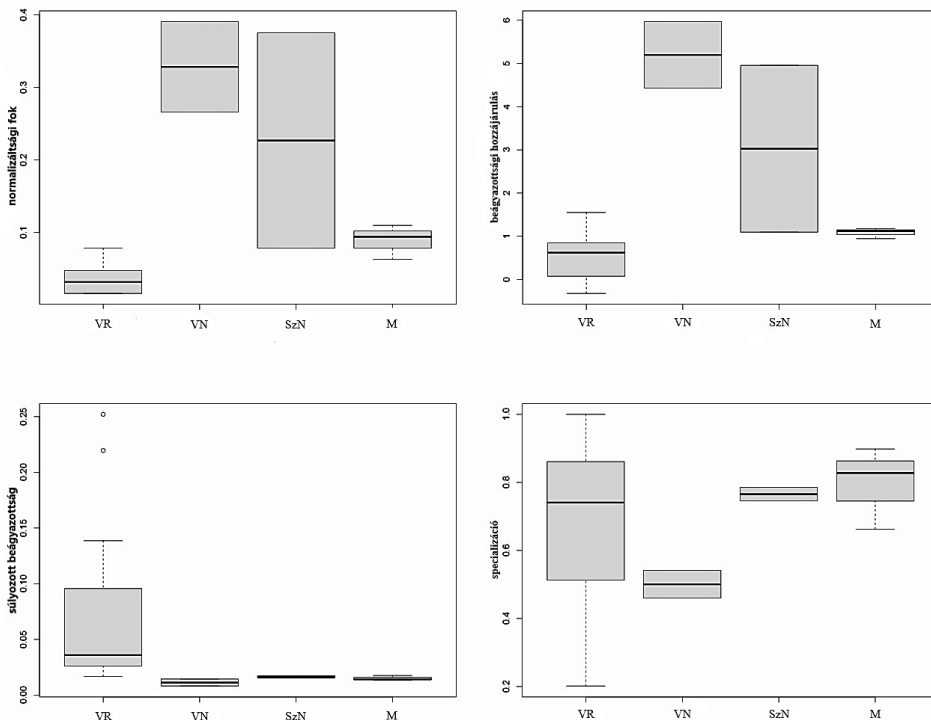 normalizáltsági fok
0.1
0.2
0.3
0.4
VR VN SzN M
beágyazottsági hozzájárulás
0
1
2
3
4
5
6
VR VN SzN M
súlyozott beágyazottság
0.00
0.05
0.10
0.15
0.20
0.25
VR VN SzN M
specializáció
0.2
0.4
0.6
0.8
1.0
VR VN SzN M